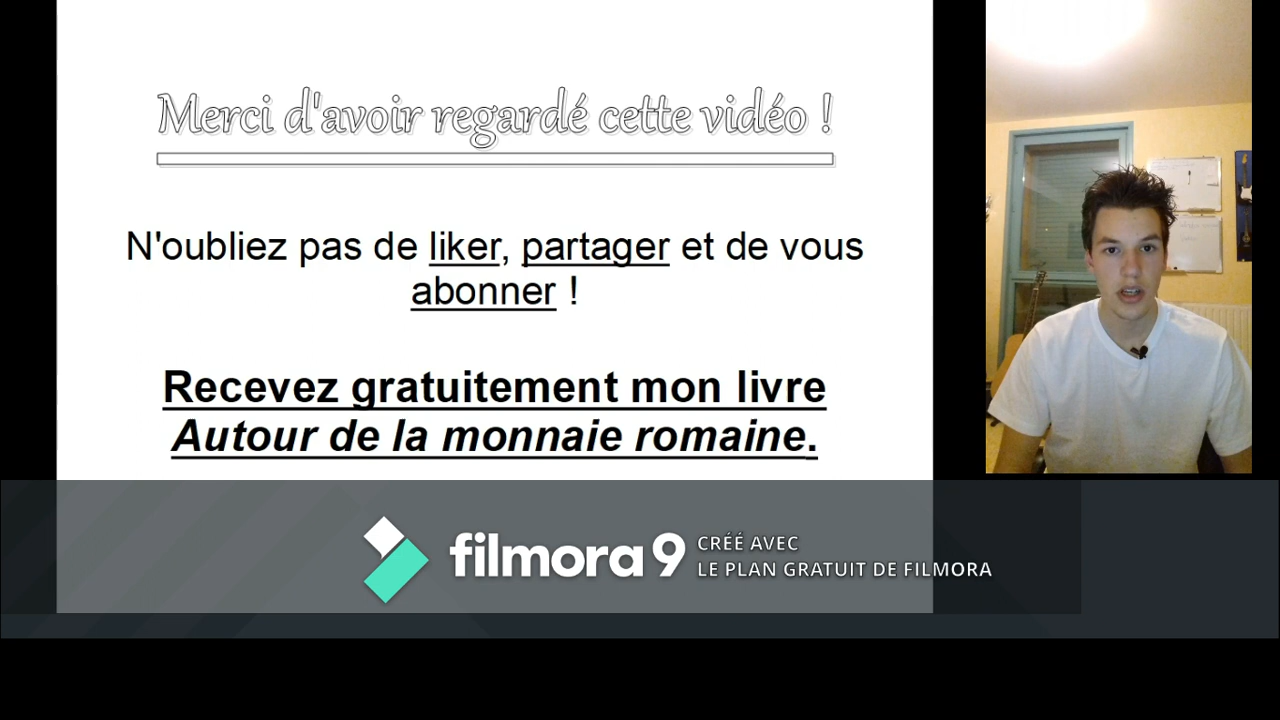 Merci d'avoir regardé cette vidéo !
N'oubliez pas de liker, partager et de vous
abonner !
Recevez gratuitement mon livre
Autour de la monnaie romaine.
filmora9
CRÉÉ AVEC
LE PLAN GRATUIT DE FILMORA